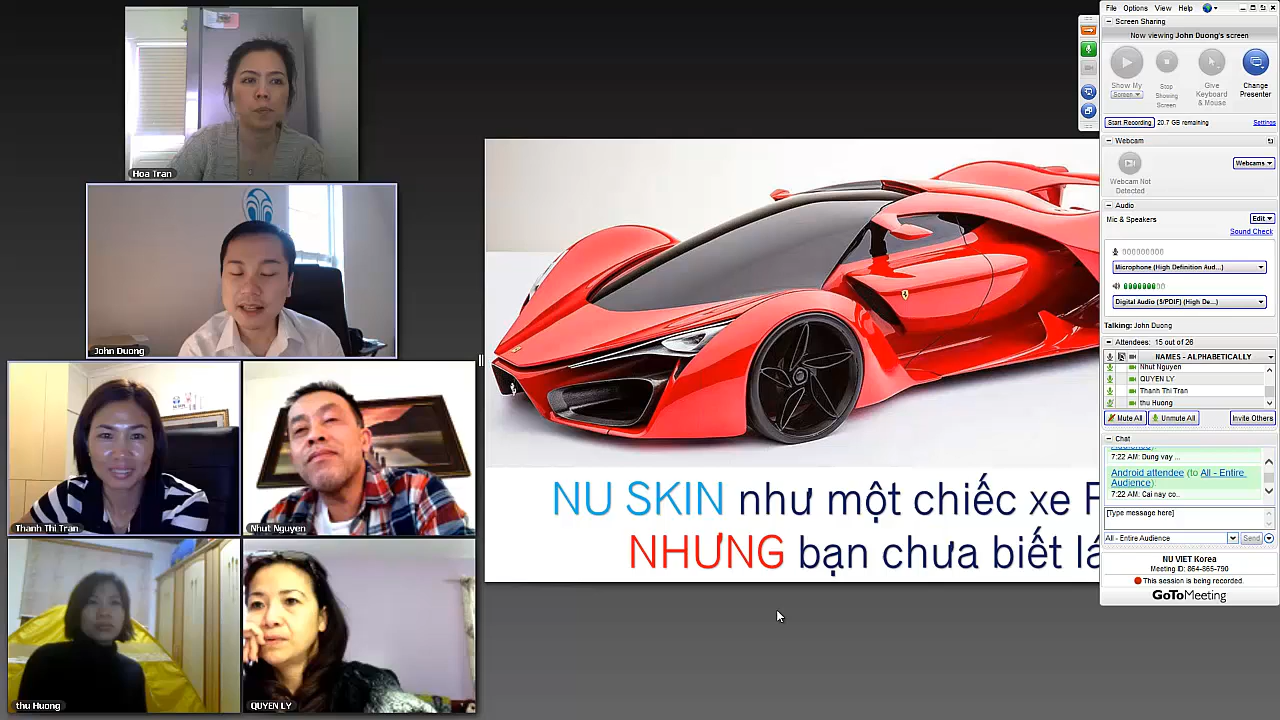 Hoa Tran
John Duong
Thanh Thi Tran
Nhut Nguyen
thu Huong
QUYEN LY
NU SKIN như một chiếc xe F
NHƯNG bạn chưa biết lá
File Options View Help
Screen Sharing
Now viewing John Duong's screen
Show My
Screen
Stop
Showing
Screen
Give
Keyboard
& Mouse
Change
Presenter
Start Recording 20.7 GB remaining Settings
Webcam
Webcam Not
Detected
Webcams
Audio
Mic & Speakers Edit
Sound Check
Microphone (High Definition Aud...)
Digital Audio (S/PDIF) (High De...)
Talking: John Duong
Attendees: 15 out of 26
NAMES - ALPHABETICALLY
Nhut Nguyen
QUYEN LY
Thanh Thi Tran
thu Huong
Mute All Unmute All Invite Others
Chat
7:22 AM: Dung vay ...
Android attendee (to All - Entire
Audience)
7:22 AM: Cai nay co..
[Type message here]
All - Entire Audience Send
NU VIET Korea
Meeting ID: 864-865-790
This session is being recorded.
GoToMeeting